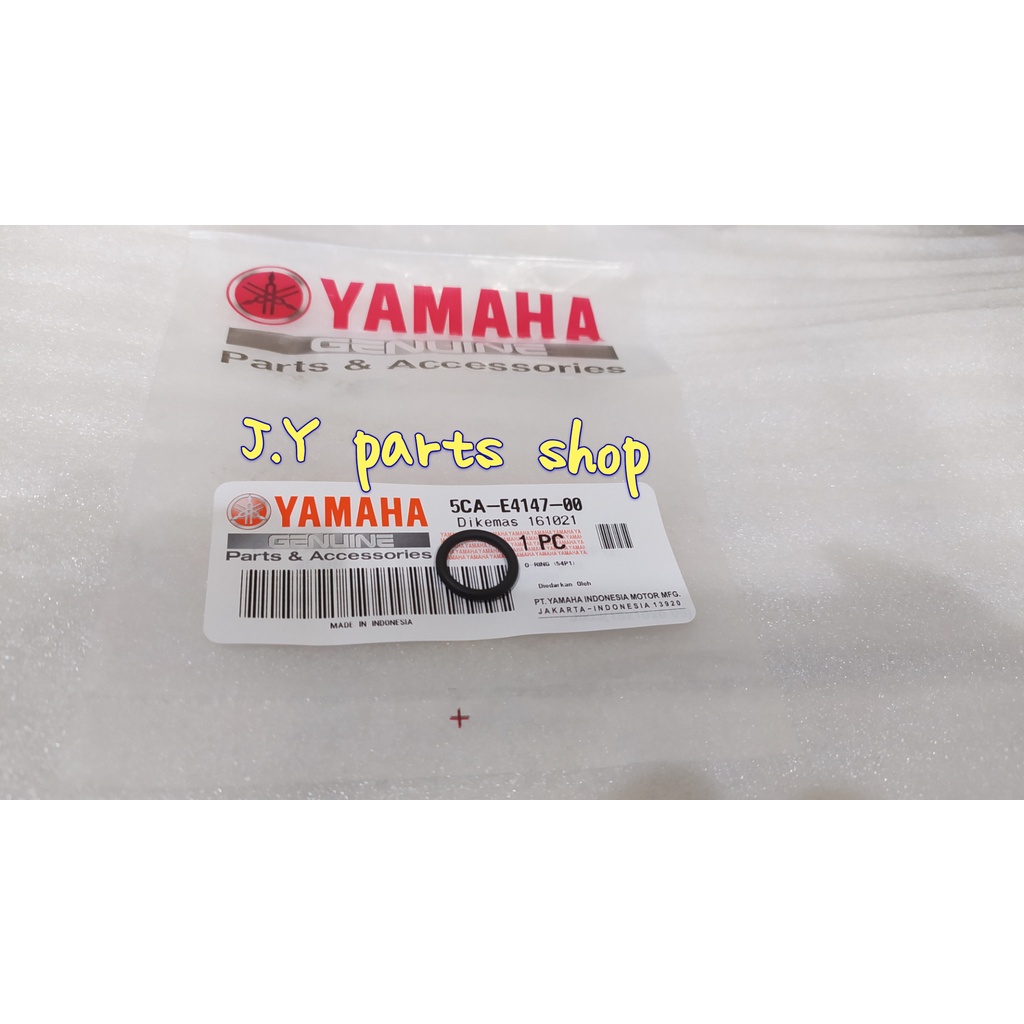 YAMAHA
GENUINE
Parts & Accessories
J.Y parts shop
YAMAHA
GENUINE
Parts & Accessories
5CA-E4147-00
Dikemas 161021
1 PC
O-RING (54P1)
Diedarkan Oleh
PT. YAMAHA INDONESIA MOTOR MFG.
JAKARTA-INDONESIA 13920
MADE IN INDONESIA